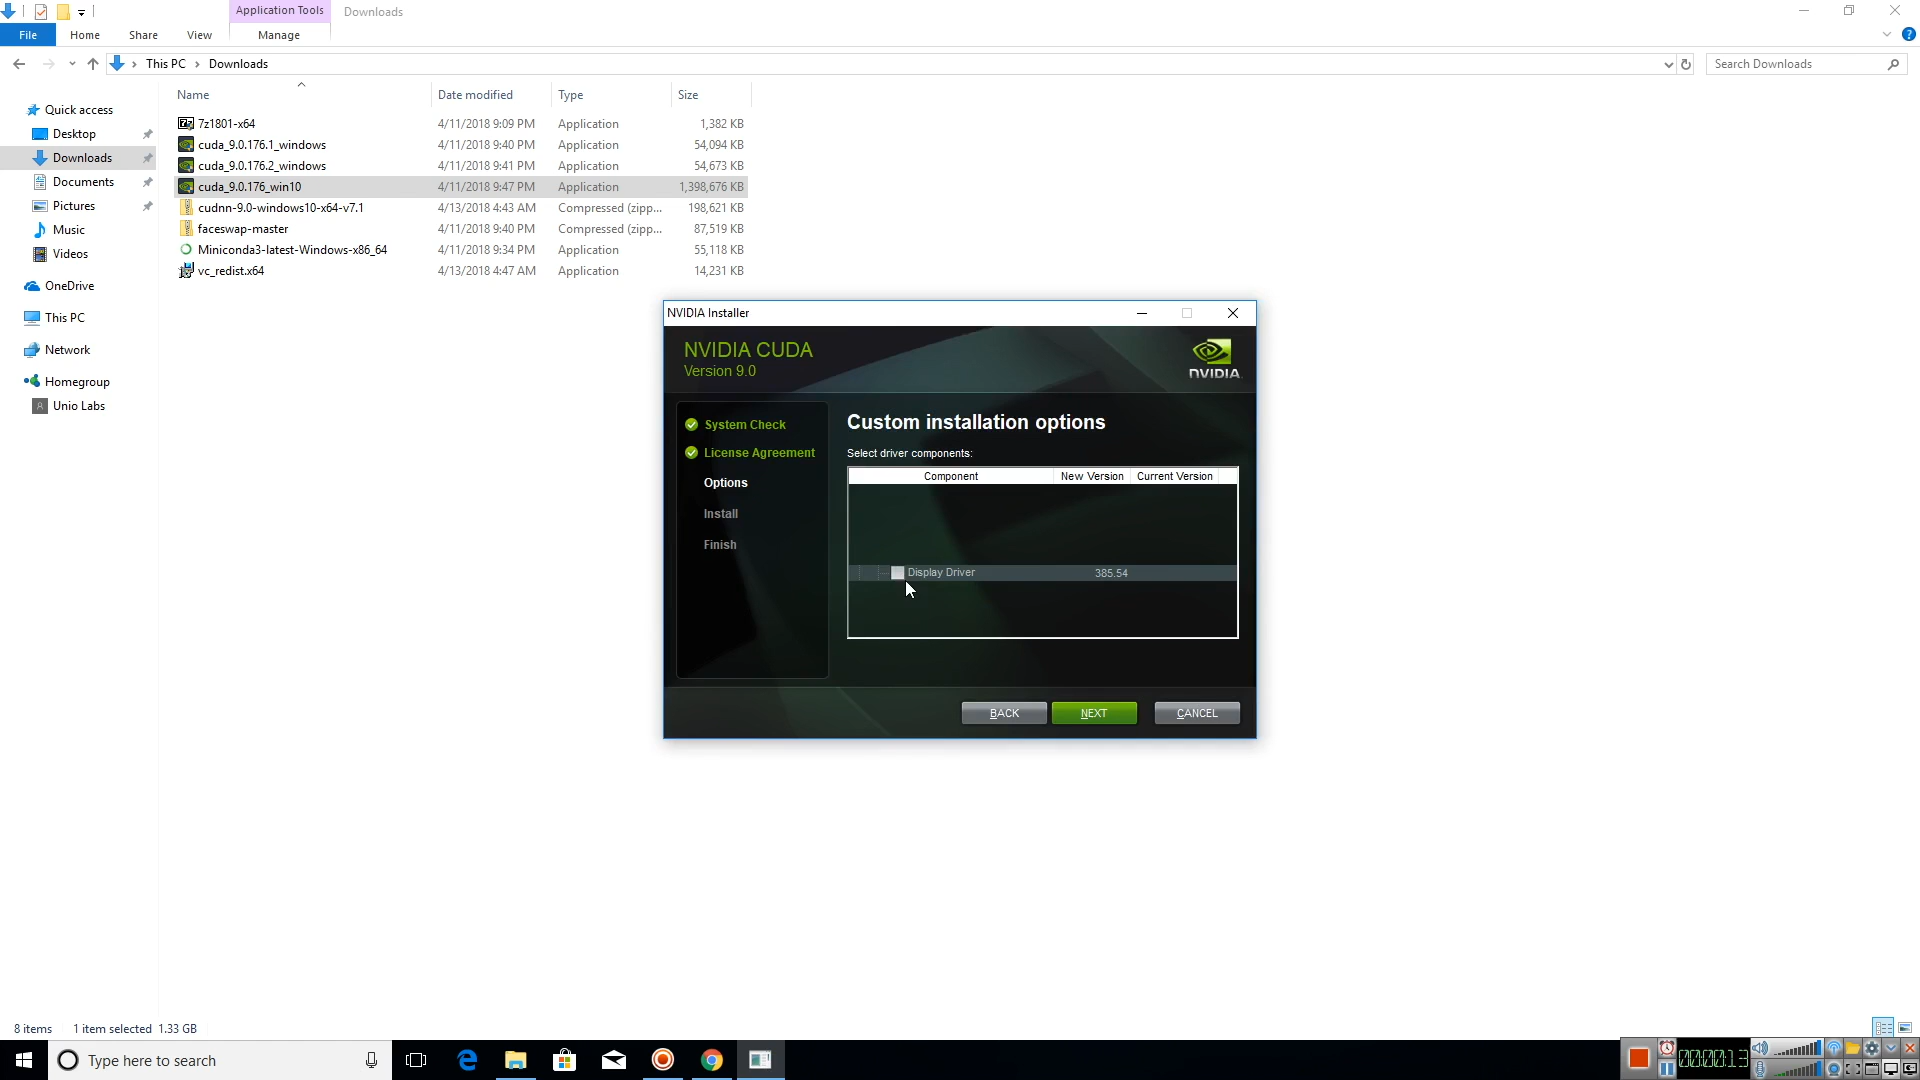 Application Tools
Downloads
File
Home
Share
View
Manage
This PC
Downloads
Search Downloads
Name
Date modified
Type
Size
Quick access
Desktop
Downloads
Documents
Pictures
Music
Videos
OneDrive
This PC
Network
Homegroup
Unio Labs
7z1801-x64 4/11/2018 9:09 PM Application 1,382 KB
cuda_9.0.176.1_windows 4/11/2018 9:40 PM Application 54,094 KB
cuda_9.0.176.2_windows 4/11/2018 9:41 PM Application 54,673 KB
cuda_9.0.176_win10 4/11/2018 9:47 PM Application 1,398,676 KB
cudnn-9.0-windows10-x64-v7.1 4/13/2018 4:43 AM Compressed (zipp... 198,621 KB
faceswap-master 4/11/2018 9:40 PM Compressed (zipp... 87,519 KB
Miniconda3-latest-Windows-x86_64 4/11/2018 9:34 PM Application 55,118 KB
vc_redist.x64 4/13/2018 4:47 AM Application 14,231 KB
NVIDIA Installer
NVIDIA CUDA
Version 9.0
NVIDIA
System Check
License Agreement
Options
Install
Finish
Custom installation options
Select driver components:
Component New Version Current Version
Display Driver 385.54
BACK
NEXT
CANCEL
8 items 1 item selected 1.33 GB
Type here to search
00:00:13